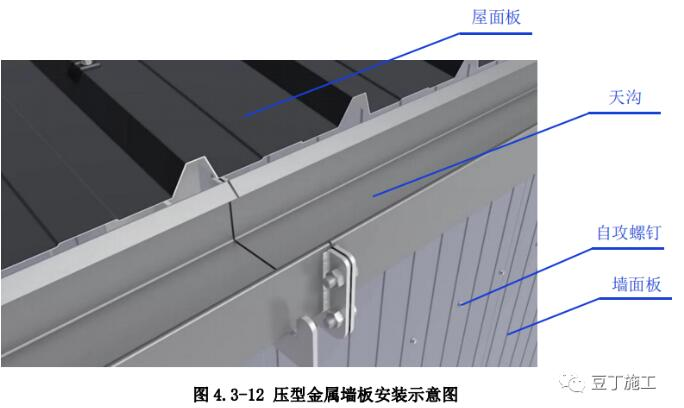 屋面板
天沟
自攻螺钉
墙面板
豆丁施工
图 4.3-12 压型金属墙板安装示意图